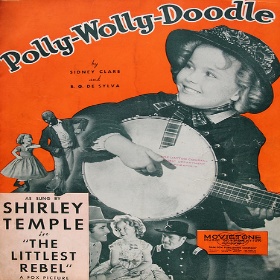 Polly-Wolly-Doodle
by
SIDNEY CLARE
and
B. G. DE SYLVA
AS SUNG BY
SHIRLEY
TEMPLE
in
"THE
LITTLEST
REBEL"
A FOX PICTURE
MOVIETONE